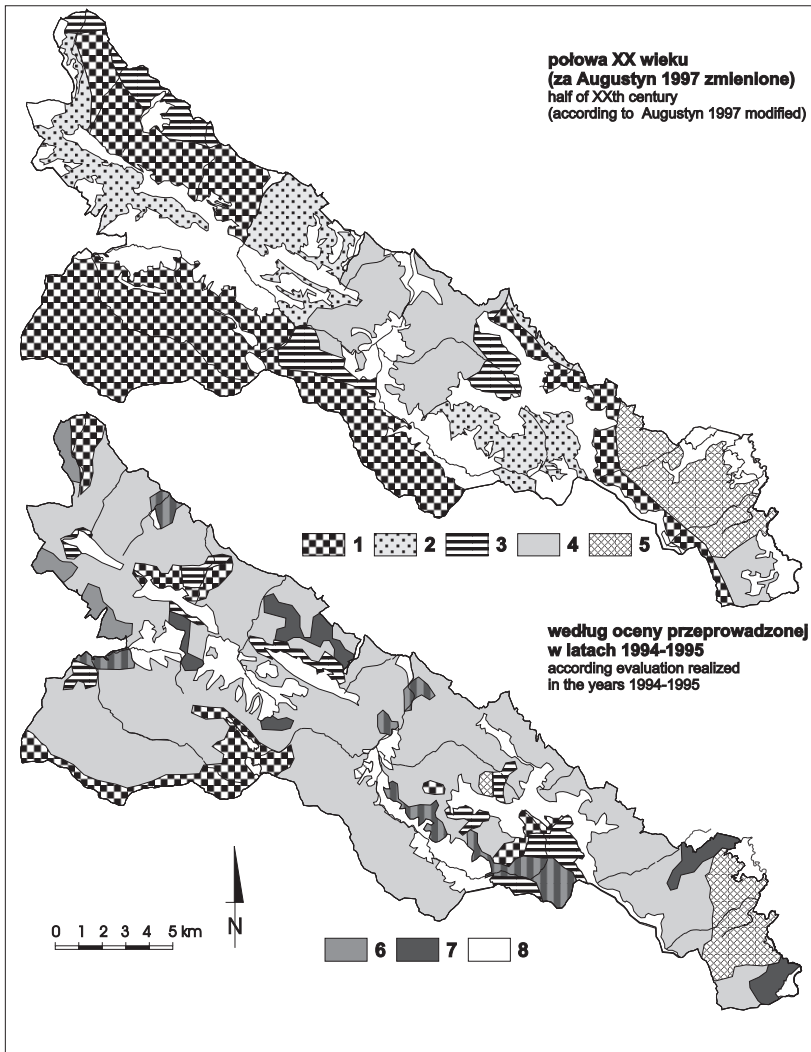 połowa XX wieku
(za Augustyn 1997 zmienione)
half of XXth century
(according to Augustyn 1997 modified)
1 2 3 4 5
według oceny przeprowadzonej
w latach 1994-1995
according evaluation realized
in the years 1994-1995
0 1 2 3 4 5 km
N
6 7 8